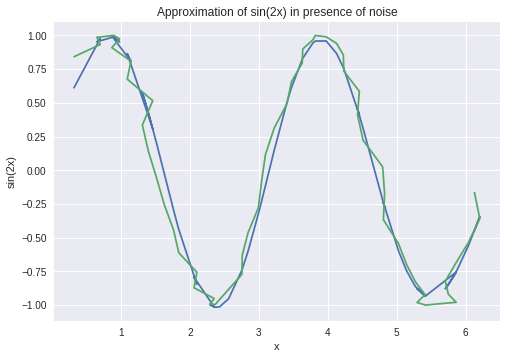 Approximation of sin(2x) in presence of noise
sin(2x)
1.00
0.75
0.50
0.25
0.00
−0.25
−0.50
−0.75
−1.00
1 2 3 4 5 6
x